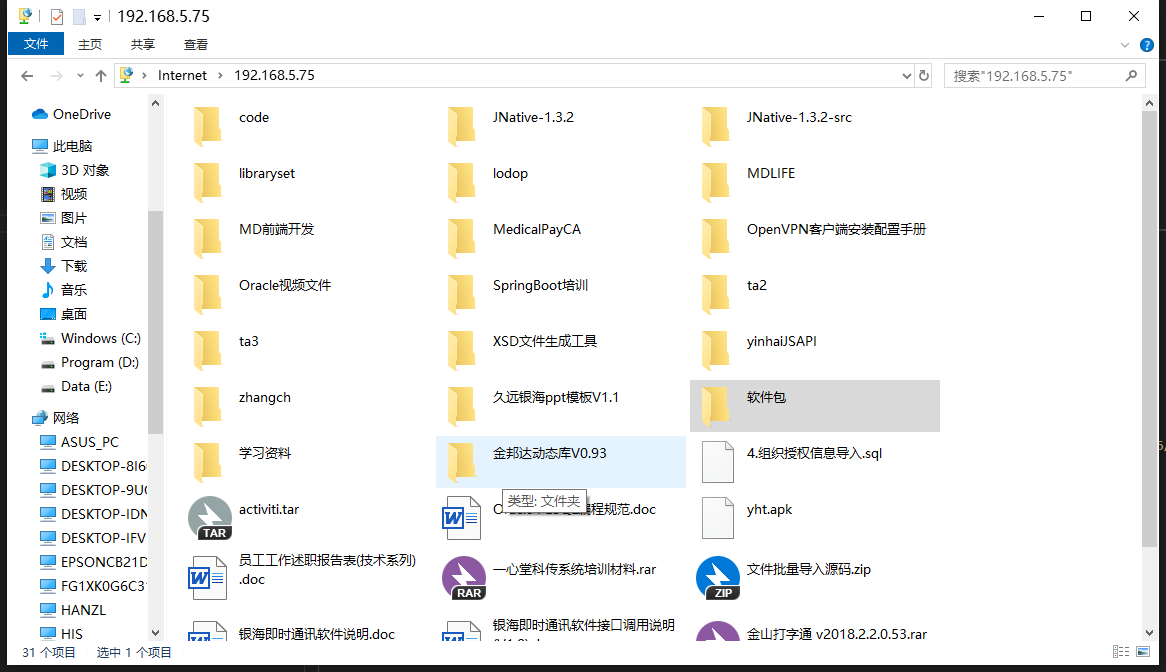 192.168.5.75
文件
主页
共享
查看
Internet
192.168.5.75
搜索"192.168.5.75"
OneDrive
此电脑
3D 对象
视频
图片
文档
下载
音乐
桌面
Windows (C:)
Program (D:)
Data (E:)
网络
ASUS_PC
DESKTOP-8I6
DESKTOP-9U
DESKTOP-IDN
DESKTOP-IFV
EPSONCB21D
FG1XK0G6C3
HANZL
HIS
code
JNative-1.3.2
JNative-1.3.2-src
libraryset
lodop
MDLIFE
MD前端开发
MedicalPayCA
OpenVPN客户端安装配置手册
Oracle视频文件
SpringBoot培训
ta2
ta3
XSD文件生成工具
yinhaiJSAPI
zhangch
久远银海ppt模板V1.1
软件包
学习资料
金邦达动态库V0.93
4.组织授权信息导入.sql
类型: 文件夹
TAR
activiti.tar
编程规范.doc
yht.apk
员工工作述职报告表(技术系列)
.doc
RAR
一心堂科传系统培训材料.rar
ZIP
文件批量导入源码.zip
银海即时通讯软件说明.doc
银海即时通讯软件接口调用说明
金山打字通 v2018.2.2.0.53.rar
31 个项目
选中 1 个项目